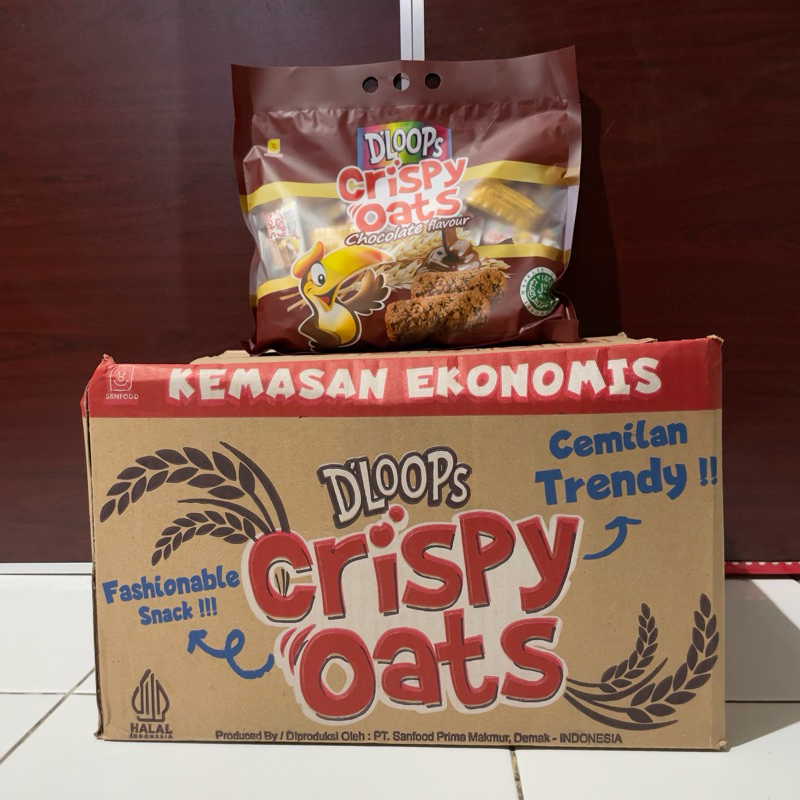 D'LOOPS
Crispy
Oats
Chocolate flavour
KEMASAN EKONOMIS
SANFOOD
Cemilan
Trendy !!
D'LOOPS
Crispy
Oats
Fashionable
Snack !!!
HALAL
INDONESIA
Produced By / Diproduksi Oleh : PT. Sanfood Prima Makmur, Demak - INDONESIA